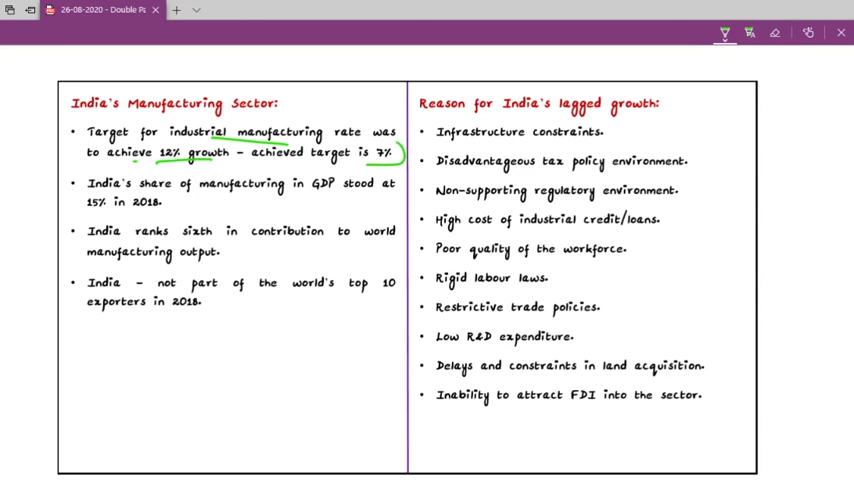 26-08-2020 - Double Pa
India's Manufacturing Sector:
• Target for industrial manufacturing rate was
to achieve 12% growth - achieved target is 7%.
• India's share of manufacturing in GDP stood at
15% in 2018.
• India ranks sixth in contribution to world
manufacturing output.
• India - not part of the world's top 10
exporters in 2018.
Reason for India's lagged growth:
• Infrastructure constraints.
• Disadvantageous tax policy environment.
• Non-supporting regulatory environment.
• High cost of industrial credit/loans.
• Poor quality of the workforce.
• Rigid labour laws.
• Restrictive trade policies.
• Low R&D expenditure.
• Delays and constraints in land acquisition.
• Inability to attract FDI into the sector.